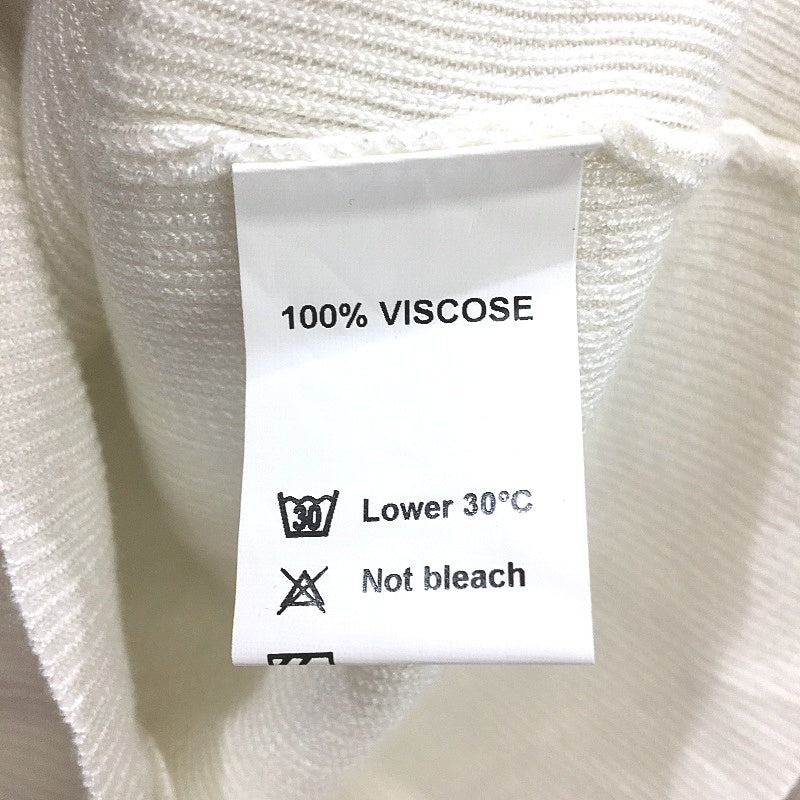 100% VISCOSE
30 Lower 30°C
Not bleach